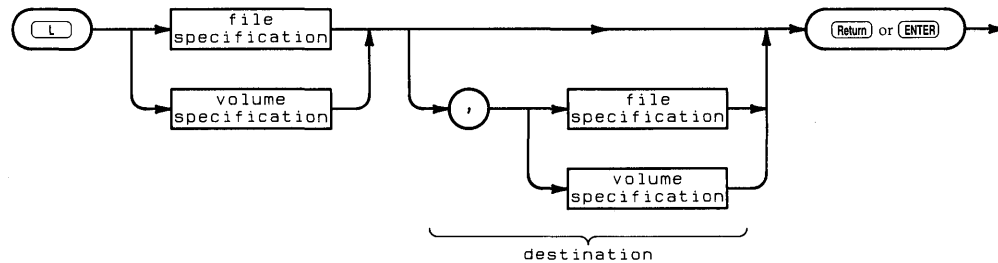 L
file
specification
volume
specification
,
file
specification
volume
specification
Return or ENTER
destination